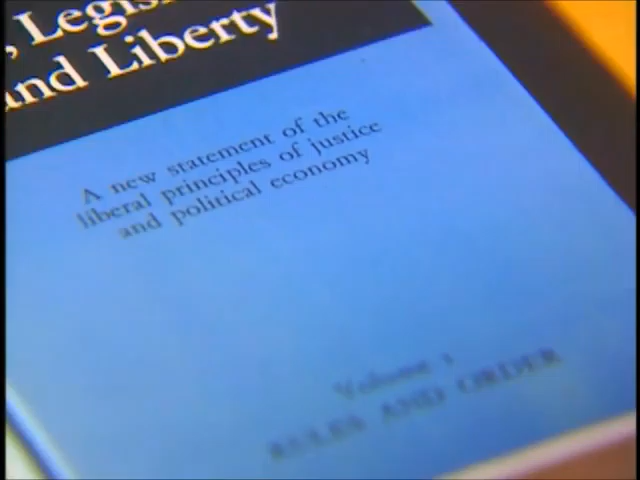 , Legis
and Liberty
A new statement of the
liberal principles of justice
and political economy
Volume 1
RULES AND ORDER